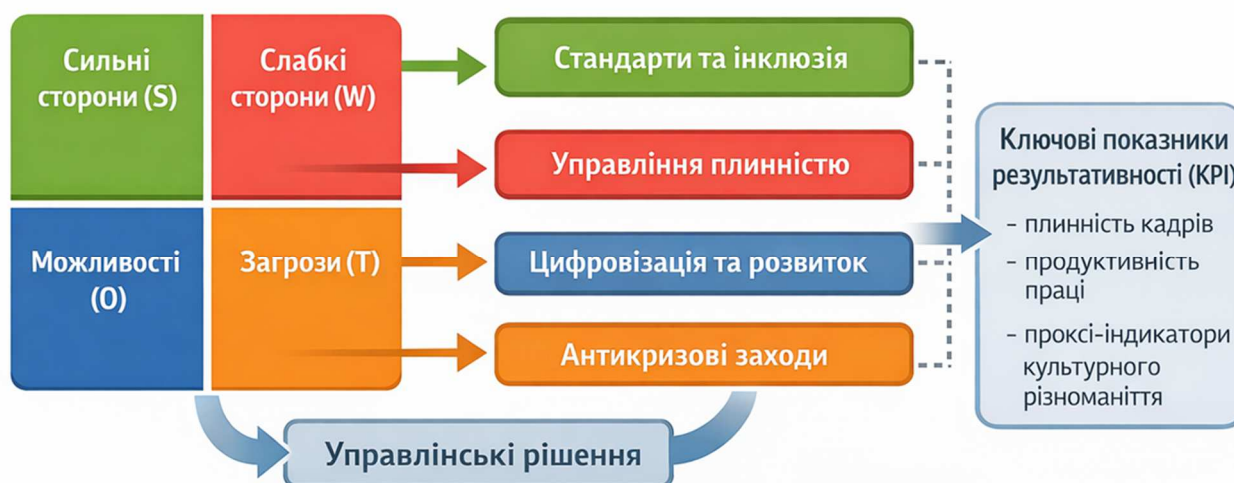 Сильні
сторони (S)
Слабкі
сторони (W)
Можливості
(O)
Загрози (T)
Стандарти та інклюзія
Управління плинністю
Цифровізація та розвиток
Антикризові заходи
Управлінські рішення
Ключові показники
результативності (KPI)
- плинність кадрів
- продуктивність
праці
- проксі-індикатори
культурного
різноманіття